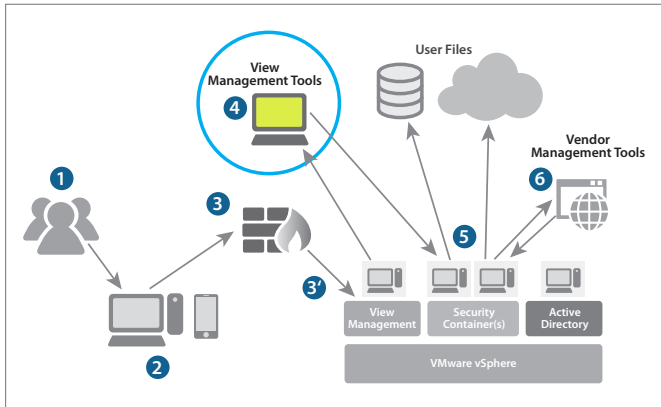 View
Management Tools
4
User Files
Vendor
Management Tools
6
1
3
5
3′
View
Management
Security
Container(s)
Active
Directory
VMware vSphere
2